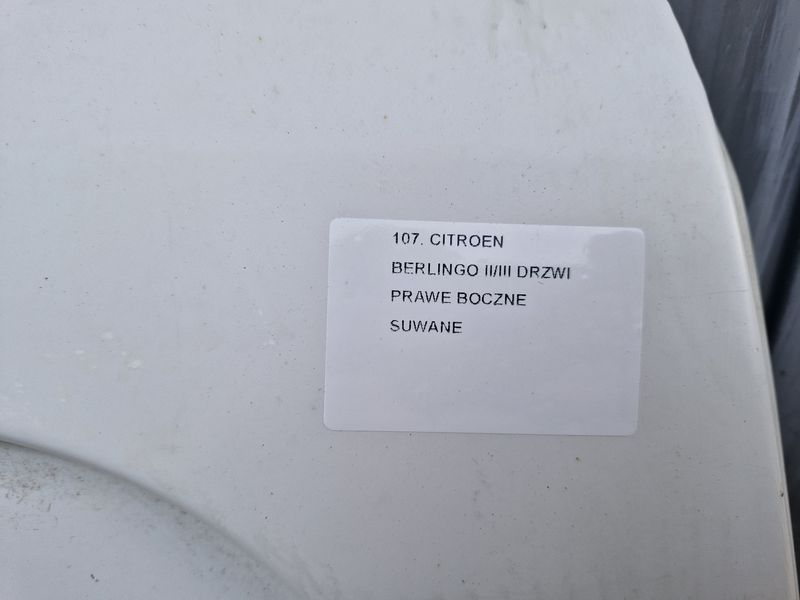 107. CITROEN
BERLINGO II/III DRZWI
PRAWE BOCZNE
SUWANE